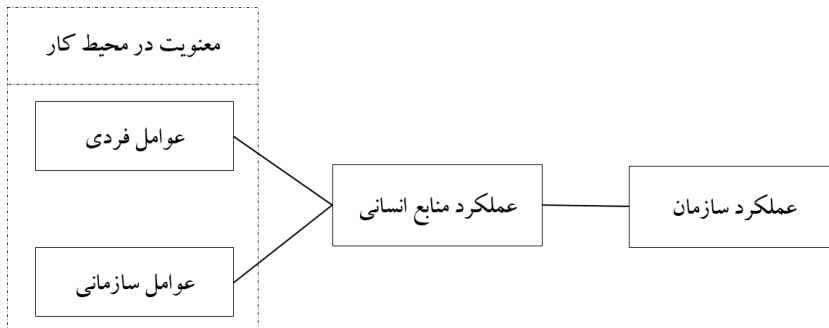 معنویت در محیط کار
عوامل فردی
عملکرد منابع انسانی
عملکرد سازمان
عوامل سازمانی